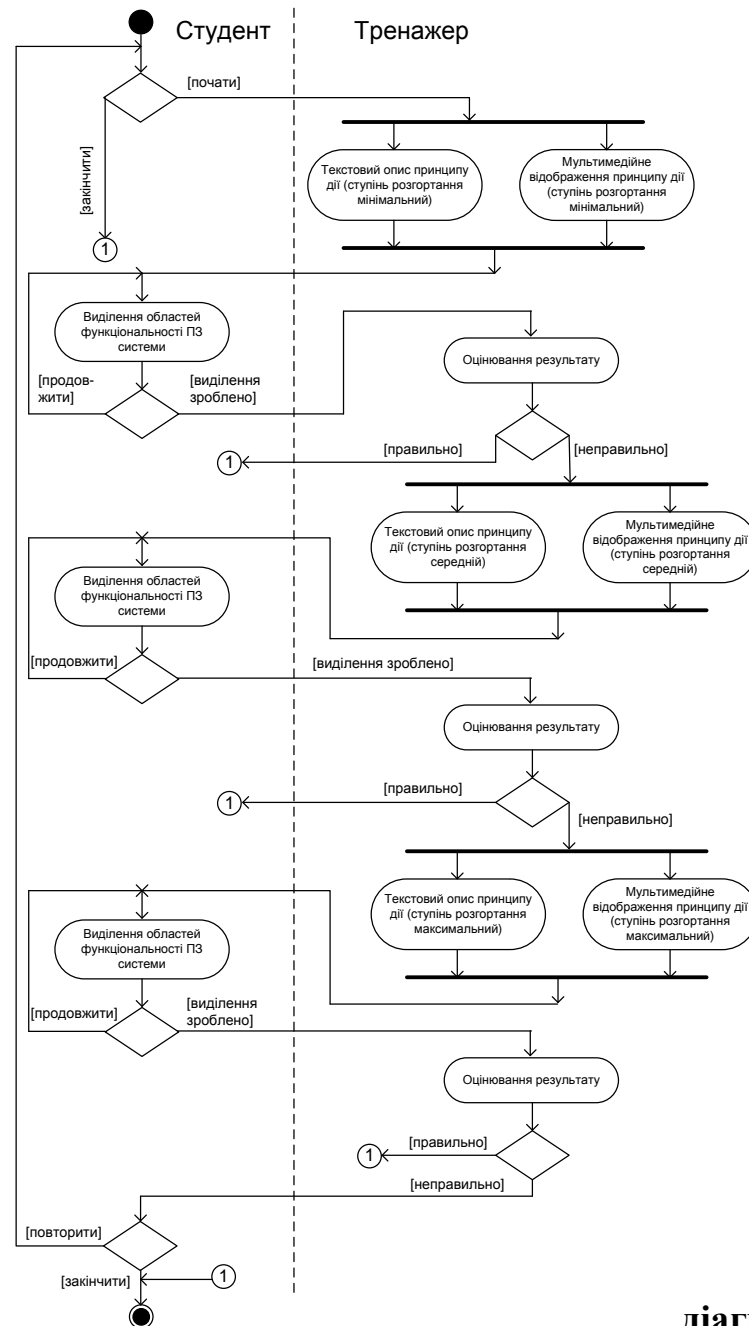 Студент
Тренажер
[почати]
[закінчити]
Текстовий опис принципу
дії (ступінь розгортання
мінімальний)
Мультимедійне
відображення принципу дії
(ступінь розгортання
мінімальний)
1
Виділення областей
функціональності ПЗ
системи
[продов-
жити]
[виділення
зроблено]
Оцінювання результату
[правильно]
[неправильно]
1
Текстовий опис принципу
дії (ступінь розгортання
середній)
Мультимедійне
відображення принципу дії
(ступінь розгортання
середній)
Виділення областей
функціональності ПЗ
системи
[продовжити]
[виділення зроблено]
Оцінювання результату
[правильно]
1
[неправильно]
Текстовий опис принципу
дії (ступінь розгортання
максимальний)
Мультимедійне
відображення принципу дії
(ступінь розгортання
максимальний)
Виділення областей
функціональності ПЗ
системи
[продовжити]
[виділення
зроблено]
Оцінювання результату
[правильно]
1
[неправильно]
[повторити]
[закінчити]
1